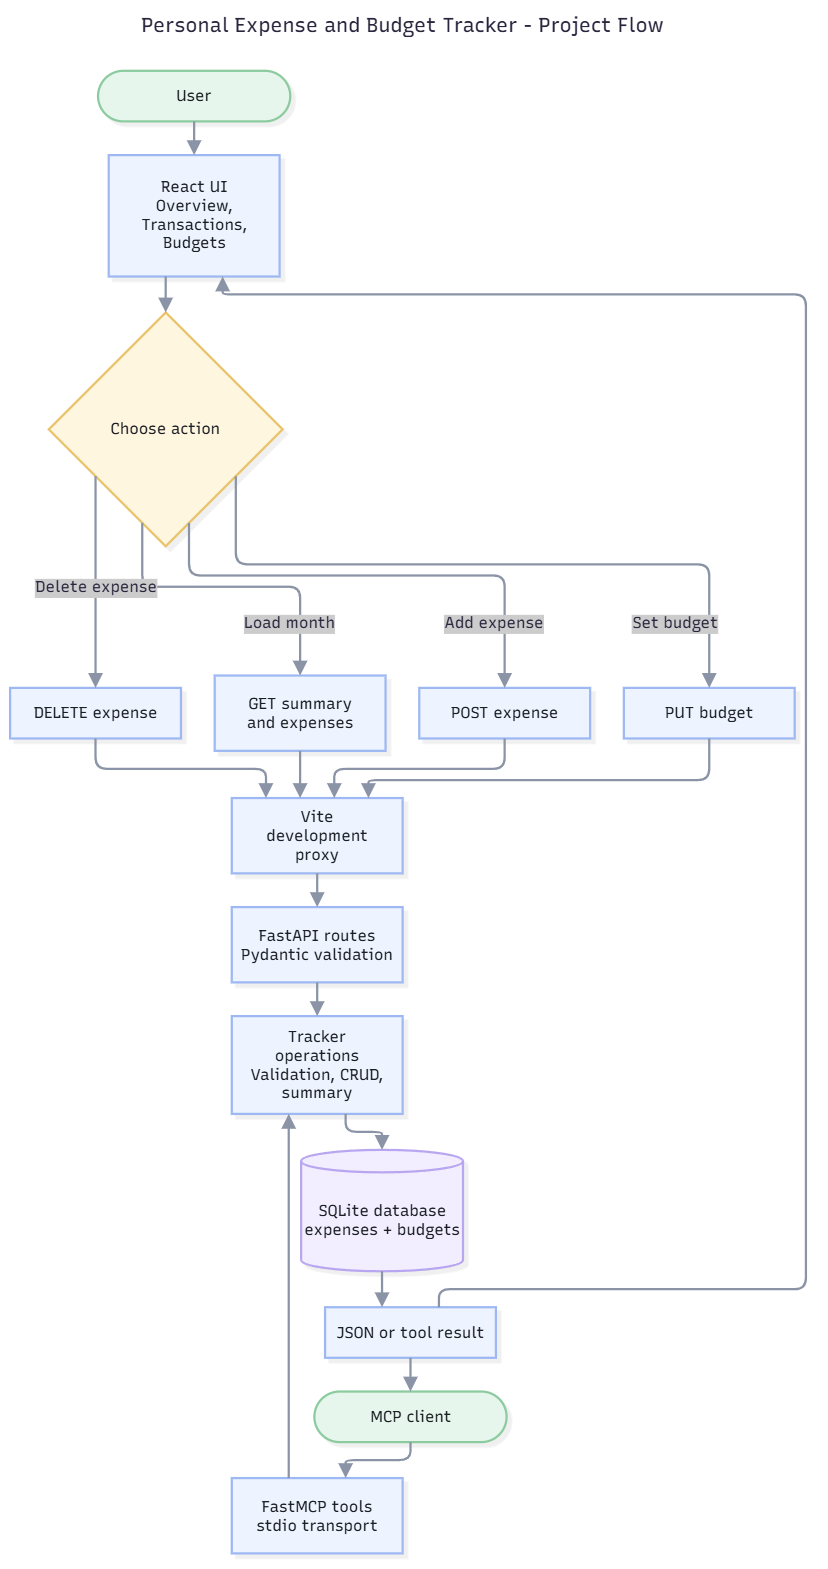 Personal Expense and Budget Tracker - Project Flow
User
React UI
Overview,
Transactions,
Budgets
Choose action
Delete expense
Load month
Add expense
Set budget
DELETE expense
GET summary
and expenses
POST expense
PUT budget
Vite
development
proxy
FastAPI routes
Pydantic validation
Tracker
operations
Validation, CRUD,
summary
SQLite database
expenses + budgets
JSON or tool result
MCP client
FastMCP tools
stdio transport